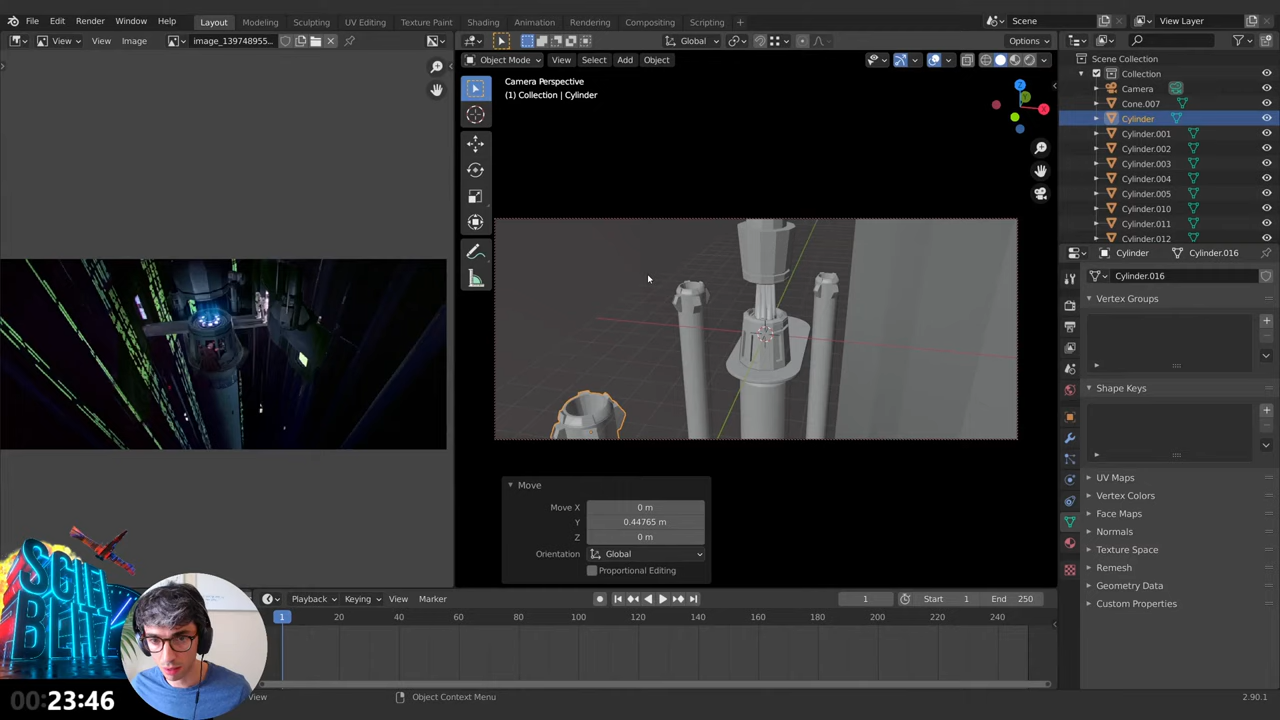 File Edit Render Window Help Layout Modeling Sculpting UV Editing Texture Paint Shading Animation Rendering Compositing Scripting + Scene View Layer
View View Image image_139748955... Global Options
Object Mode View Select Add Object
Camera Perspective
(1) Collection | Cylinder
Scene Collection
Collection
Camera
Cone.007
Cylinder
Cylinder.001
Cylinder.002
Cylinder.003
Cylinder.004
Cylinder.005
Cylinder.010
Cylinder.011
Cylinder.012
Cylinder Cylinder.016
Cylinder.016
Vertex Groups
Shape Keys
UV Maps
Vertex Colors
Face Maps
Normals
Texture Space
Remesh
Geometry Data
Custom Properties
X
Y
Z
Move
Move X 0 m
Y 0.44765 m
Z 0 m
Orientation Global
Proportional Editing
Playback Keying View Marker 1 Start 1 End 250
1 20 40 60 80 100 120 140 160 180 200 220 240
SCIFI
BLITZ
00:23:46
View Object Context Menu 2.90.1